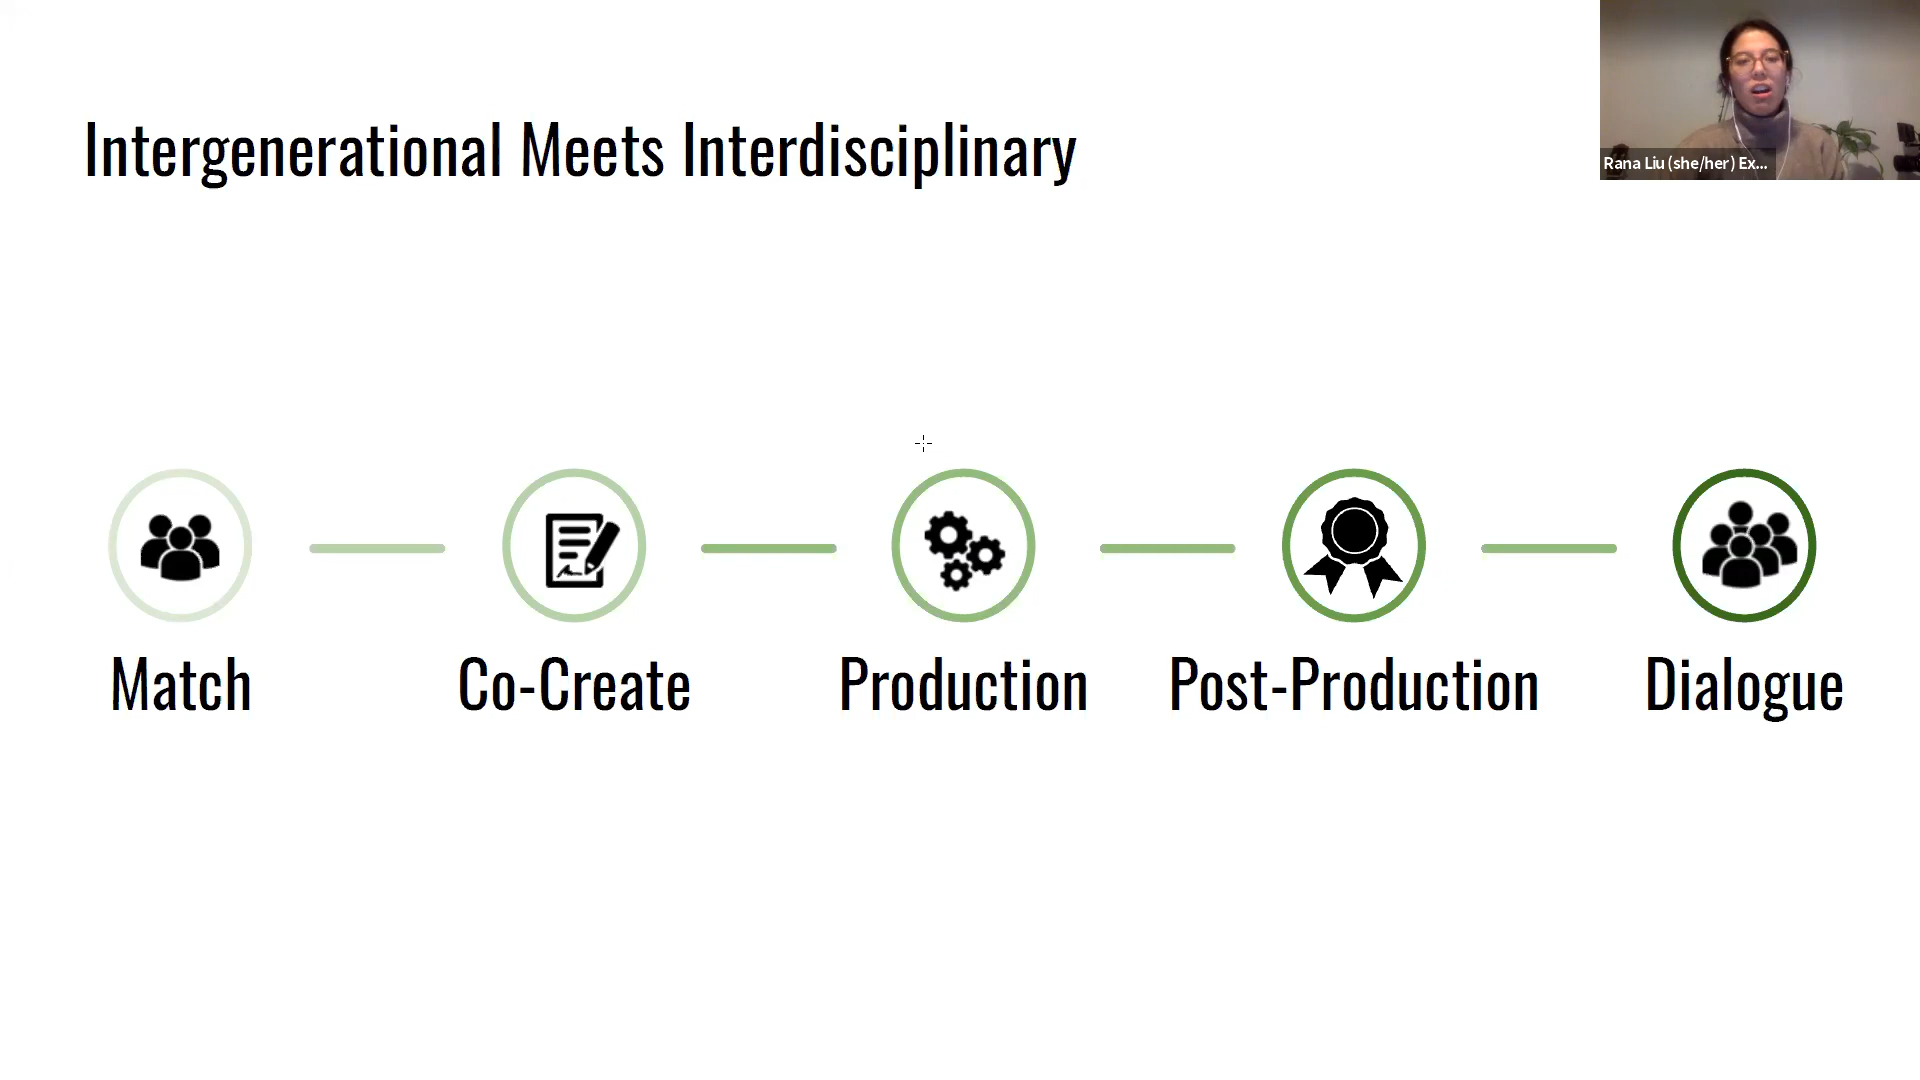 Intergenerational Meets Interdisciplinary
Rana Liu (she/her) Ex...
Match
Co-Create
Production
Post-Production
Dialogue